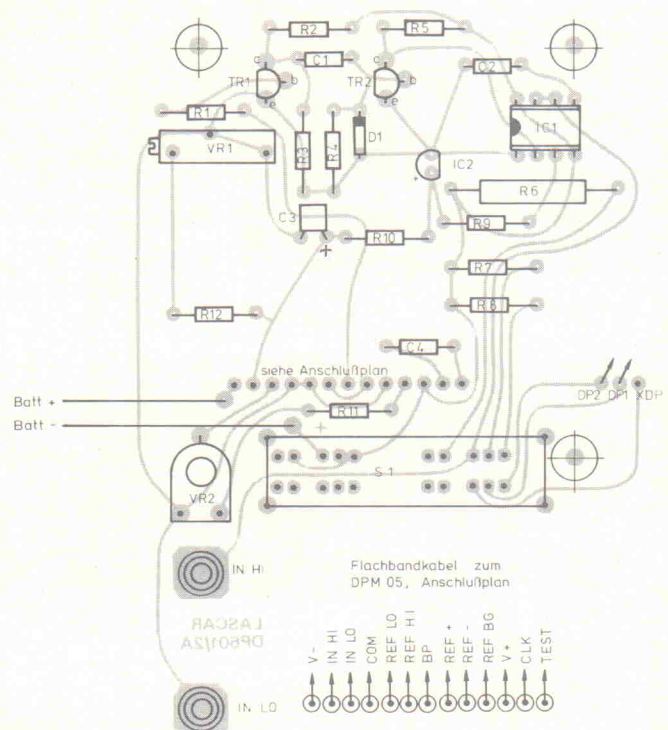 R2
R5
C1
C2
TR1
TR2
c
b
e
c
b
e
R1
VR1
R3
R4
D1
IC1
IC2
+
R6
C3
+
R9
R10
R7
R8
R12
C4
siehe Anschlußplan
Batt +
Batt -
R11
+
DP2 DP1 XDP
S 1
VR2
IN HI
LASCAR
DP601/2A
Flachbandkabel zum
DPM 05, Anschlußplan
V-
IN HI
IN LO
COM
REF LO
REF HI
BP
REF +
REF -
REF BG
V+
CLK
TEST
IN LO